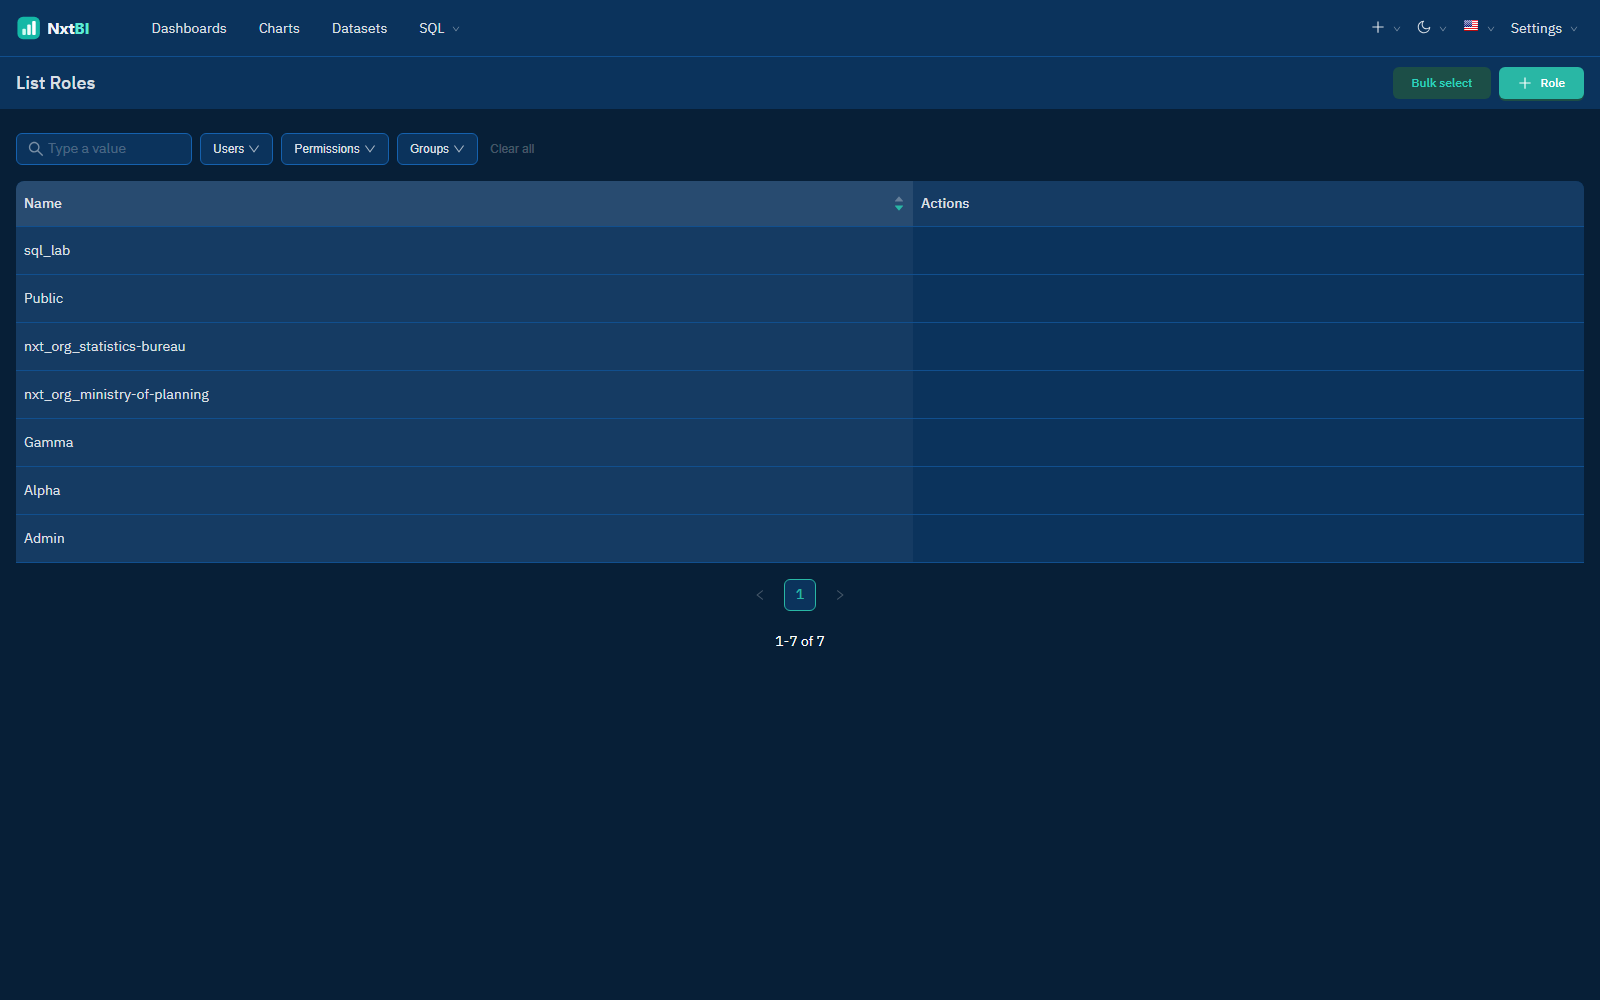 NxtBI
Dashboards
Charts
Datasets
SQL
Settings
List Roles
Bulk select
Role
Type a value
Users
Permissions
Groups
Clear all
Name
Actions
sql_lab
Public
nxt_org_statistics-bureau
nxt_org_ministry-of-planning
Gamma
Alpha
Admin
1
1-7 of 7